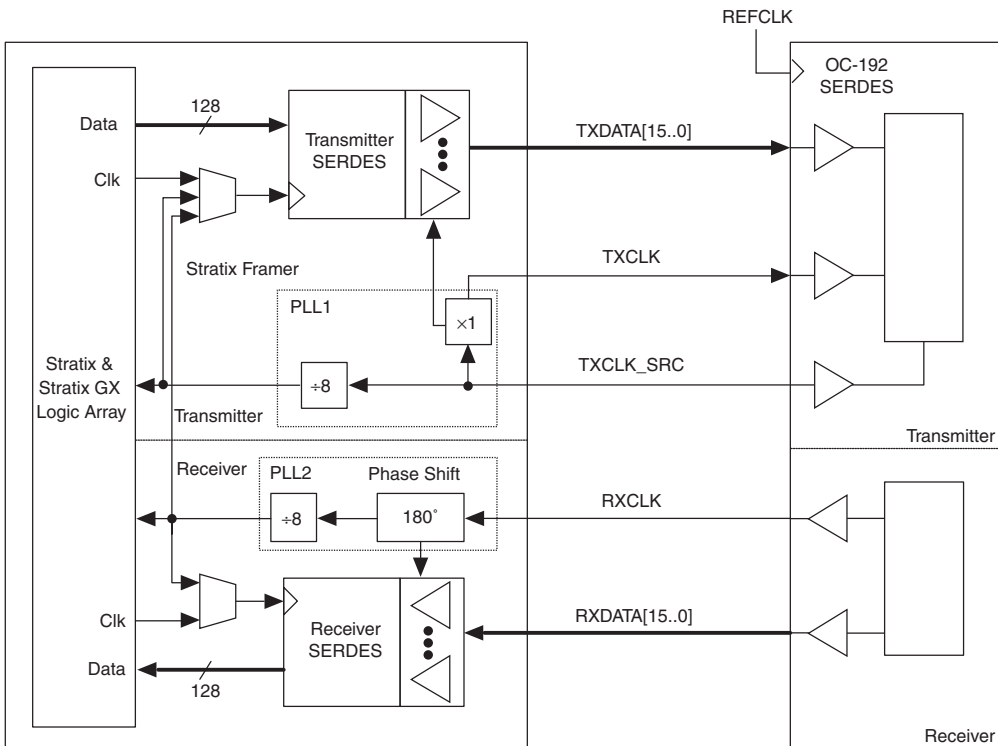 REFCLK
OC-192
SERDES
128
Data
Transmitter
SERDES
TXDATA[15..0]
Clk
Stratix Framer
TXCLK
PLL1
×1
TXCLK_SRC
÷8
Stratix &
Stratix GX
Logic Array
Transmitter
Transmitter
Receiver
PLL2
Phase Shift
÷8
180˚
RXCLK
Clk
Receiver
SERDES
RXDATA[15..0]
Data
128
Receiver